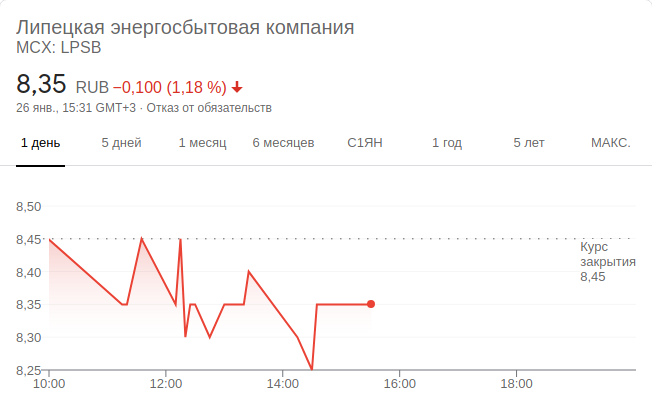 Липецкая энергосбытовая компания
MCX: LPSB
8,35 RUB −0,100 (1,18 %)
26 янв., 15:31 GMT+3 · Отказ от обязательств
1 день 5 дней 1 месяц 6 месяцев С1ЯН 1 год 5 лет МАКС.
8,50
8,45
8,40
8,35
8,30
8,25
Курс
закрытия
8,45
10:00 12:00 14:00 16:00 18:00